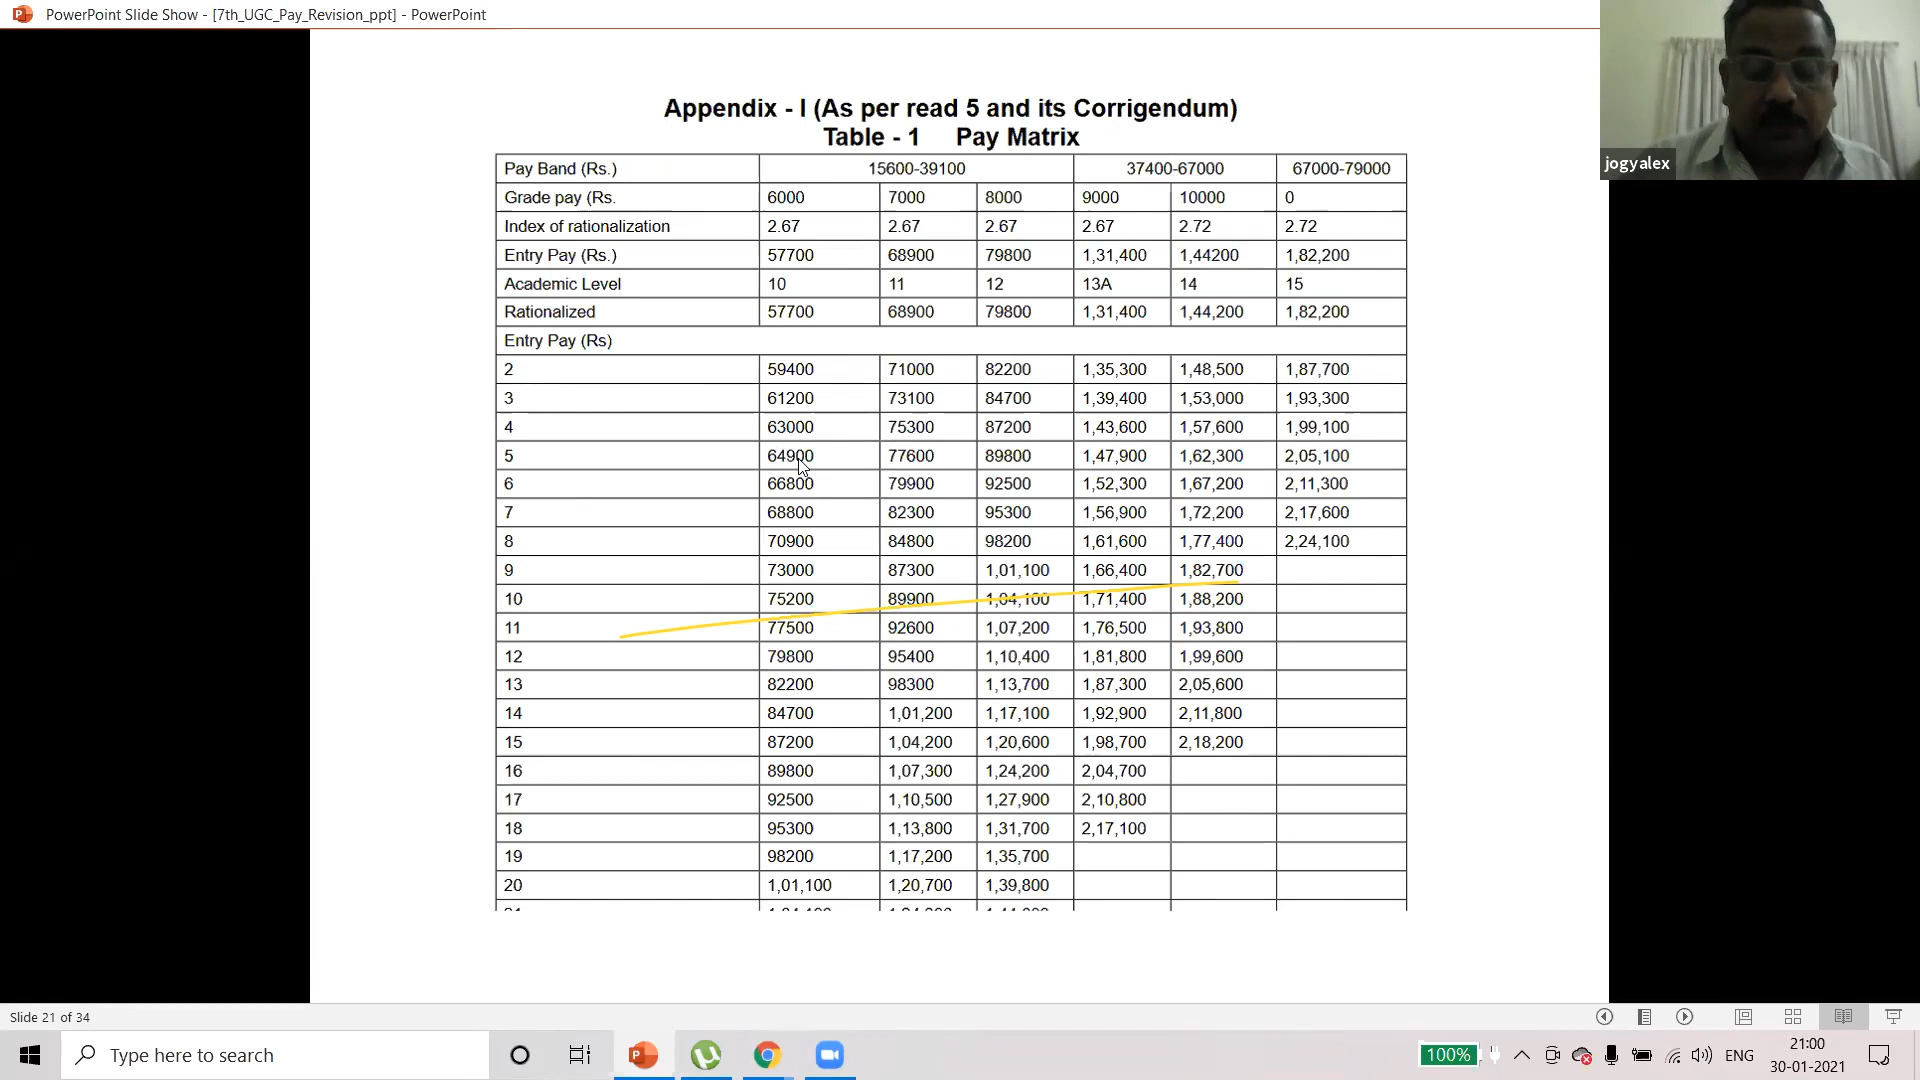 PowerPoint Slide Show - [7th_UGC_Pay_Revision_ppt] - PowerPoint
jogyalex
Appendix - I (As per read 5 and its Corrigendum)
Table - 1 Pay Matrix
Pay Band (Rs.) 15600-39100 37400-67000 67000-79000
Grade pay (Rs. 6000 7000 8000 9000 10000 0
Index of rationalization 2.67 2.67 2.67 2.67 2.72 2.72
Entry Pay (Rs.) 57700 68900 79800 1,31,400 1,44200 1,82,200
Academic Level 10 11 12 13A 14 15
Rationalized 57700 68900 79800 1,31,400 1,44,200 1,82,200
Entry Pay (Rs)
2 59400 71000 82200 1,35,300 1,48,500 1,87,700
3 61200 73100 84700 1,39,400 1,53,000 1,93,300
4 63000 75300 87200 1,43,600 1,57,600 1,99,100
5 64900 77600 89800 1,47,900 1,62,300 2,05,100
6 66800 79900 92500 1,52,300 1,67,200 2,11,300
7 68800 82300 95300 1,56,900 1,72,200 2,17,600
8 70900 84800 98200 1,61,600 1,77,400 2,24,100
9 73000 87300 1,01,100 1,66,400 1,82,700
10 75200 89900 1,04,100 1,71,400 1,88,200
11 77500 92600 1,07,200 1,76,500 1,93,800
12 79800 95400 1,10,400 1,81,800 1,99,600
13 82200 98300 1,13,700 1,87,300 2,05,600
14 84700 1,01,200 1,17,100 1,92,900 2,11,800
15 87200 1,04,200 1,20,600 1,98,700 2,18,200
16 89800 1,07,300 1,24,200 2,04,700
17 92500 1,10,500 1,27,900 2,10,800
18 95300 1,13,800 1,31,700 2,17,100
19 98200 1,17,200 1,35,700
20 1,01,100 1,20,700 1,39,800
Slide 21 of 34
Type here to search
100%
ENG
21:00
30-01-2021